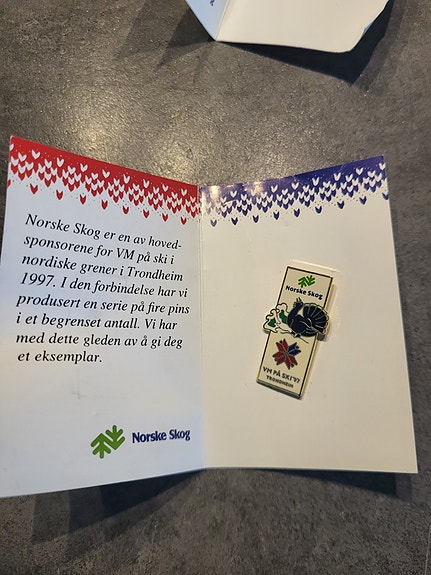 Norske Skog er en av hoved-
sponsorene for VM på ski i
nordiske grener i Trondheim
1997. I den forbindelse har vi
produsert en serie på fire pins
i et begrenset antall. Vi har
med dette gleden av å gi deg
et eksemplar.
Norske Skog
Norske Skog
VM PÅ SKI '97
TRONDHEIM